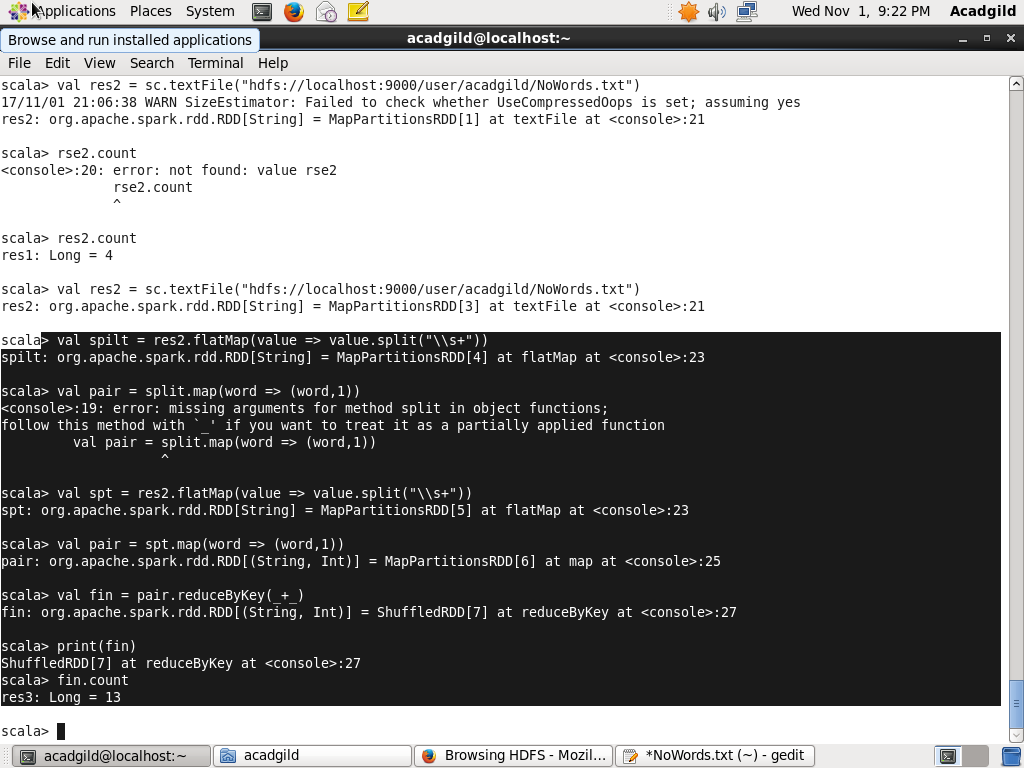 Applications Places System Wed Nov 1, 9:22 PM Acadgild
Browse and run installed applications
acadgild@localhost:~
File Edit View Search Terminal Help
scala> val res2 = sc.textFile("hdfs://localhost:9000/user/acadgild/NoWords.txt")
17/11/01 21:06:38 WARN SizeEstimator: Failed to check whether UseCompressedOops is set; assuming yes
res2: org.apache.spark.rdd.RDD[String] = MapPartitionsRDD[1] at textFile at <console>:21
scala> rse2.count
<console>:20: error: not found: value rse2
              rse2.count
              ^
scala> res2.count
res1: Long = 4
scala> val res2 = sc.textFile("hdfs://localhost:9000/user/acadgild/NoWords.txt")
res2: org.apache.spark.rdd.RDD[String] = MapPartitionsRDD[3] at textFile at <console>:21
scala> val spilt = res2.flatMap(value => value.split("\\s+"))
spilt: org.apache.spark.rdd.RDD[String] = MapPartitionsRDD[4] at flatMap at <console>:23
scala> val pair = split.map(word => (word,1))
<console>:19: error: missing arguments for method split in object functions;
follow this method with `_' if you want to treat it as a partially applied function
         val pair = split.map(word => (word,1))
                    ^
scala> val spt = res2.flatMap(value => value.split("\\s+"))
spt: org.apache.spark.rdd.RDD[String] = MapPartitionsRDD[5] at flatMap at <console>:23
scala> val pair = spt.map(word => (word,1))
pair: org.apache.spark.rdd.RDD[(String, Int)] = MapPartitionsRDD[6] at map at <console>:25
scala> val fin = pair.reduceByKey(_+_)
fin: org.apache.spark.rdd.RDD[(String, Int)] = ShuffledRDD[7] at reduceByKey at <console>:27
scala> print(fin)
ShuffledRDD[7] at reduceByKey at <console>:27
scala> fin.count
res3: Long = 13
scala>
acadgild@localhost:~ acadgild Browsing HDFS - Mozil... *NoWords.txt (~) - gedit